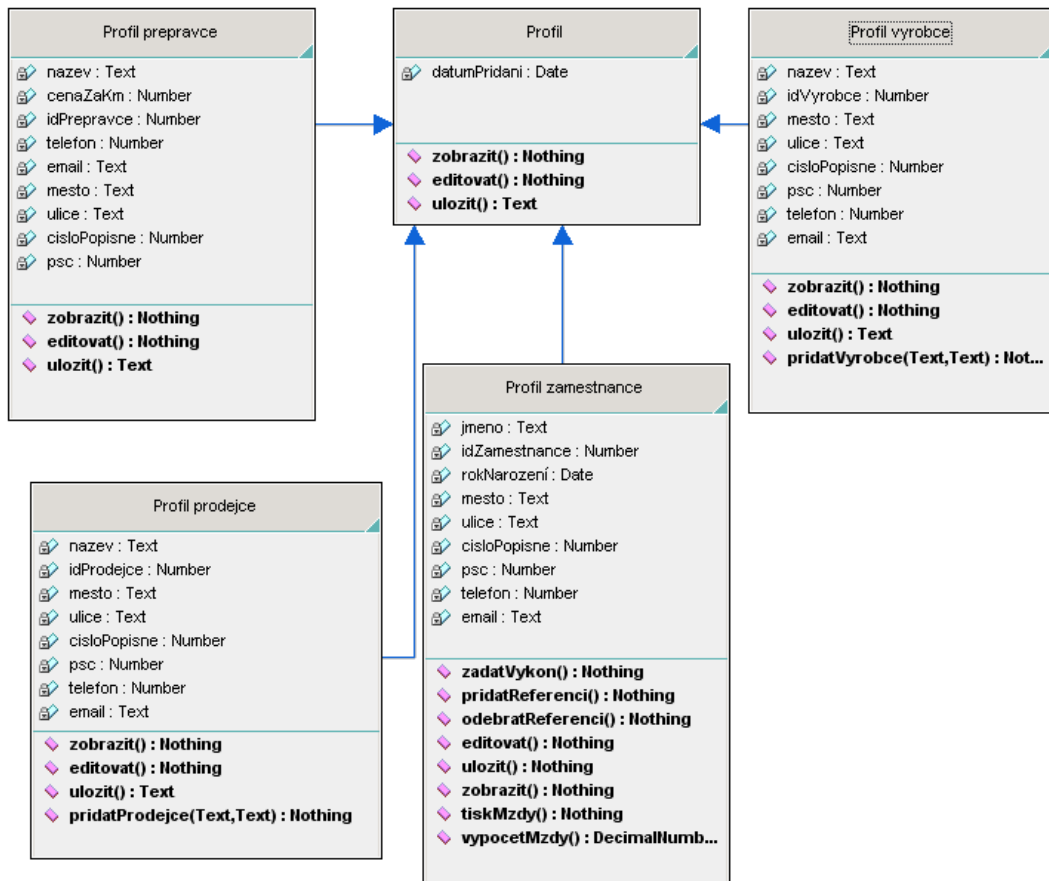 Profil prepravce
nazev : Text
cenaZaKm : Number
idPrepravce : Number
telefon : Number
email : Text
mesto : Text
ulice : Text
cisloPopisne : Number
psc : Number
zobrazit() : Nothing
editovat() : Nothing
ulozit() : Text
Profil
datumPridani : Date
zobrazit() : Nothing
editovat() : Nothing
ulozit() : Text
Profil vyrobce
nazev : Text
idVyrobce : Number
mesto : Text
ulice : Text
cisloPopisne : Number
psc : Number
telefon : Number
email : Text
zobrazit() : Nothing
editovat() : Nothing
ulozit() : Text
pridatVyrobce(Text,Text) : Not...
Profil prodejce
nazev : Text
idProdejce : Number
mesto : Text
ulice : Text
cisloPopisne : Number
psc : Number
telefon : Number
email : Text
zobrazit() : Nothing
editovat() : Nothing
ulozit() : Text
pridatProdejce(Text,Text) : Nothing
Profil zamestnance
jmeno : Text
idZamestnance : Number
rokNarození : Date
mesto : Text
ulice : Text
cisloPopisne : Number
psc : Number
telefon : Number
email : Text
zadatVykon() : Nothing
pridatReferenci() : Nothing
odebratReferenci() : Nothing
editovat() : Nothing
ulozit() : Nothing
zobrazit() : Nothing
tiskMzdy() : Nothing
vypocetMzdy() : DecimalNumb...